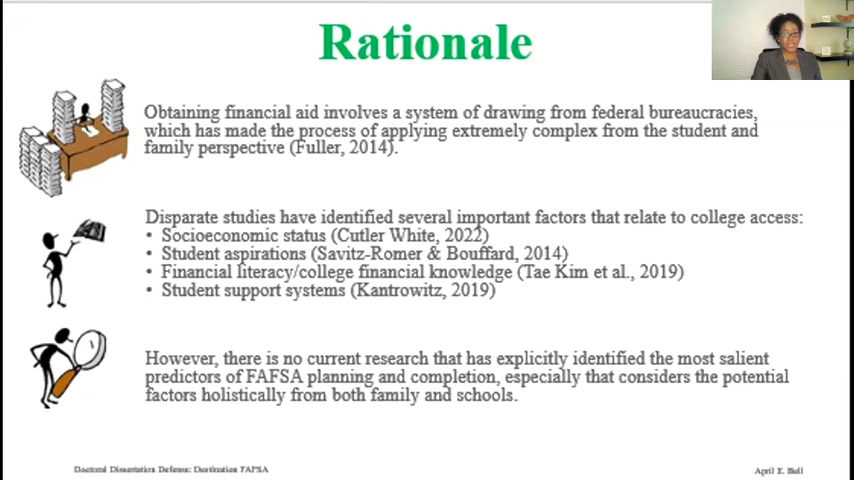 Rationale
Obtaining financial aid involves a system of drawing from federal bureaucracies,
which has made the process of applying extremely complex from the student and
family perspective (Fuller, 2014).
Disparate studies have identified several important factors that relate to college access:
• Socioeconomic status (Cutler White, 2022)
• Student aspirations (Savitz-Romer & Bouffard, 2014)
• Financial literacy/college financial knowledge (Tae Kim et al., 2019)
• Student support systems (Kantrowitz, 2019)
However, there is no current research that has explicitly identified the most salient
predictors of FAFSA planning and completion, especially that considers the potential
factors holistically from both family and schools.
Doctoral Dissertation Defense: Destination FAFSA
April E. Bell